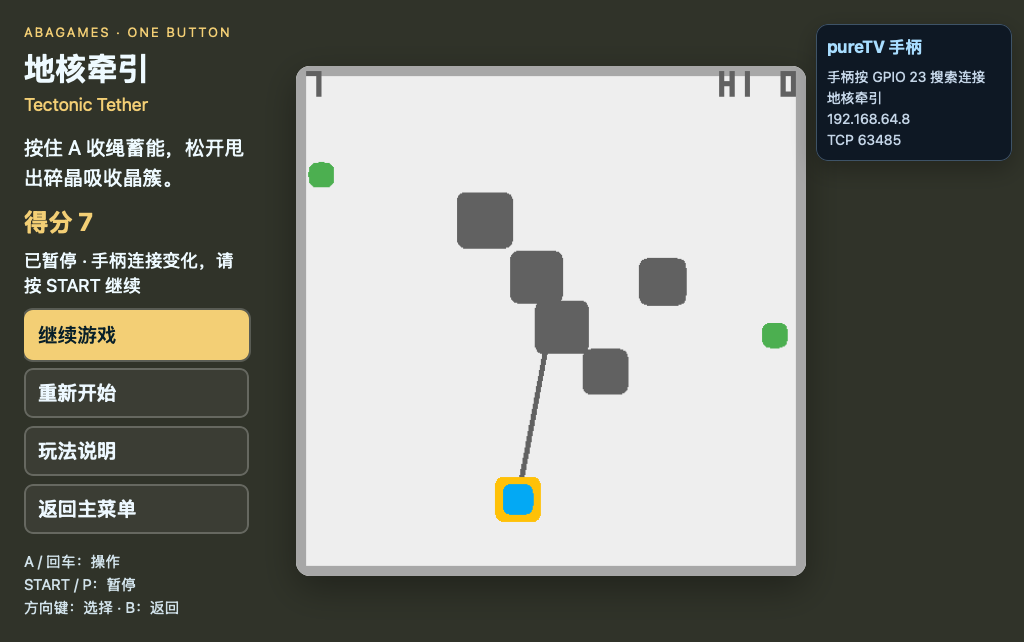 ABAGAMES · ONE BUTTON
地核牵引
Tectonic Tether
按住 A 收绳蓄能，松开甩
出碎晶吸收晶簇。
得分 7
已暂停 · 手柄连接变化，请
按 START 继续
继续游戏
重新开始
玩法说明
返回主菜单
A / 回车：操作
START / P：暂停
方向键：选择 · B：返回
7
HI 0
pureTV 手柄
手柄按 GPIO 23 搜索连接
地核牵引
192.168.64.8
TCP 63485